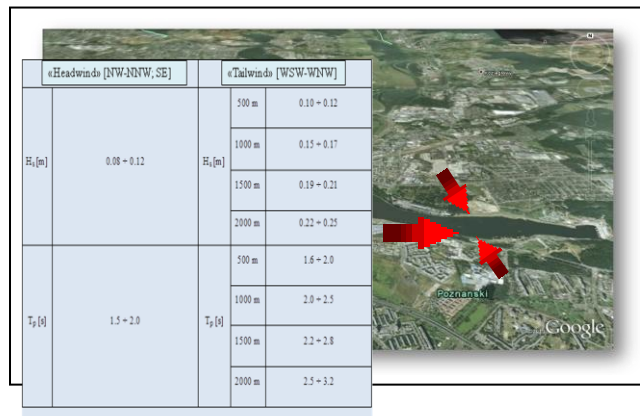 «Headwind» [NW-NNW; SE] «Tailwind» [WSW-WNW]
Hs[m] 0.08 ÷ 0.12 Hs[m] 500 m 0.10 ÷ 0.12
1000 m 0.15 ÷ 0.17
1500 m 0.19 ÷ 0.21
2000 m 0.22 ÷ 0.25
Tp [s] 1.5 ÷ 2.0 Tp [s] 500 m 1.6 ÷ 2.0
1000 m 2.0 ÷ 2.5
1500 m 2.2 ÷ 2.8
2000 m 2.5 ÷ 3.2
N
Poznanski
Google